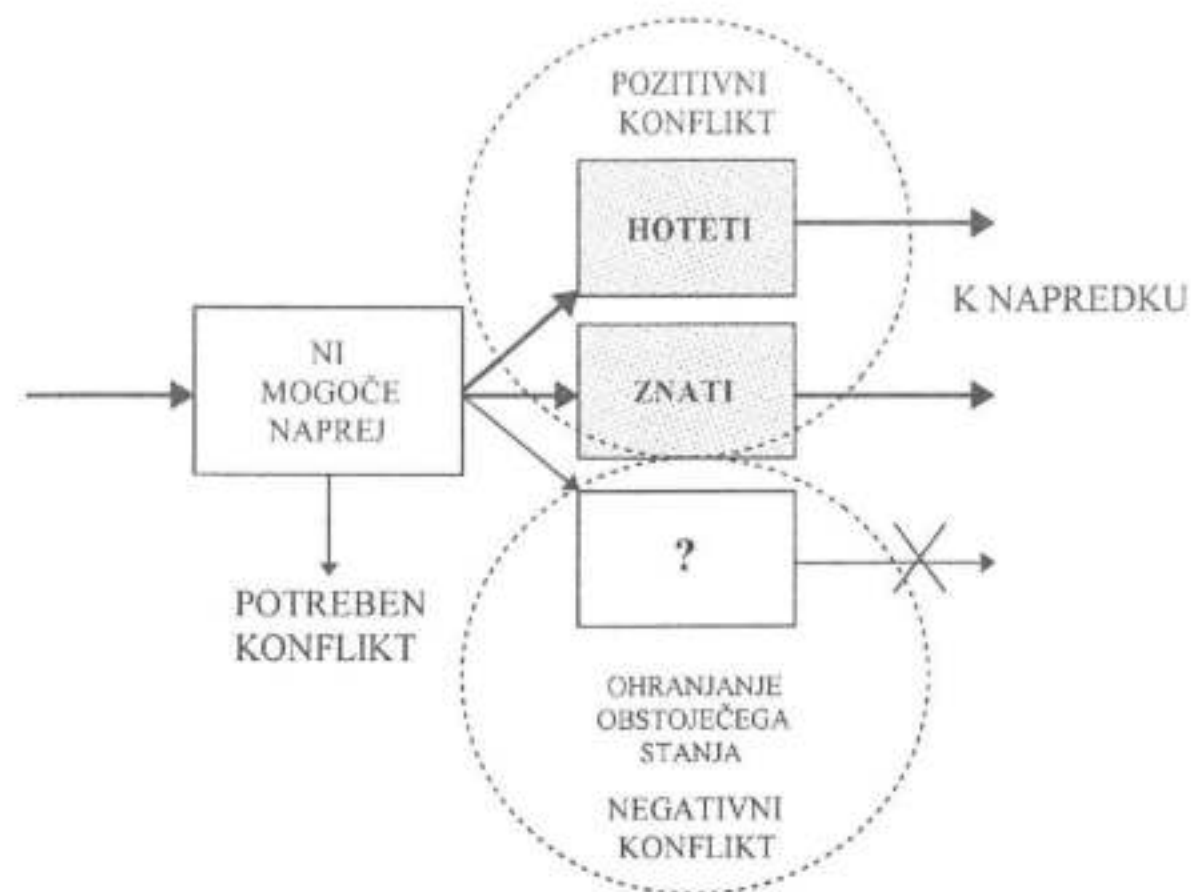 POZITIVNI
KONFLIKT
HOTETI
K NAPREDKU
NI
MOGOČE
NAPREJ
ZNATI
?
POTREBEN
KONFLIKT
OHRANJANJE
OBSTOJEČEGA
STANJA
NEGATIVNI
KONFLIKT